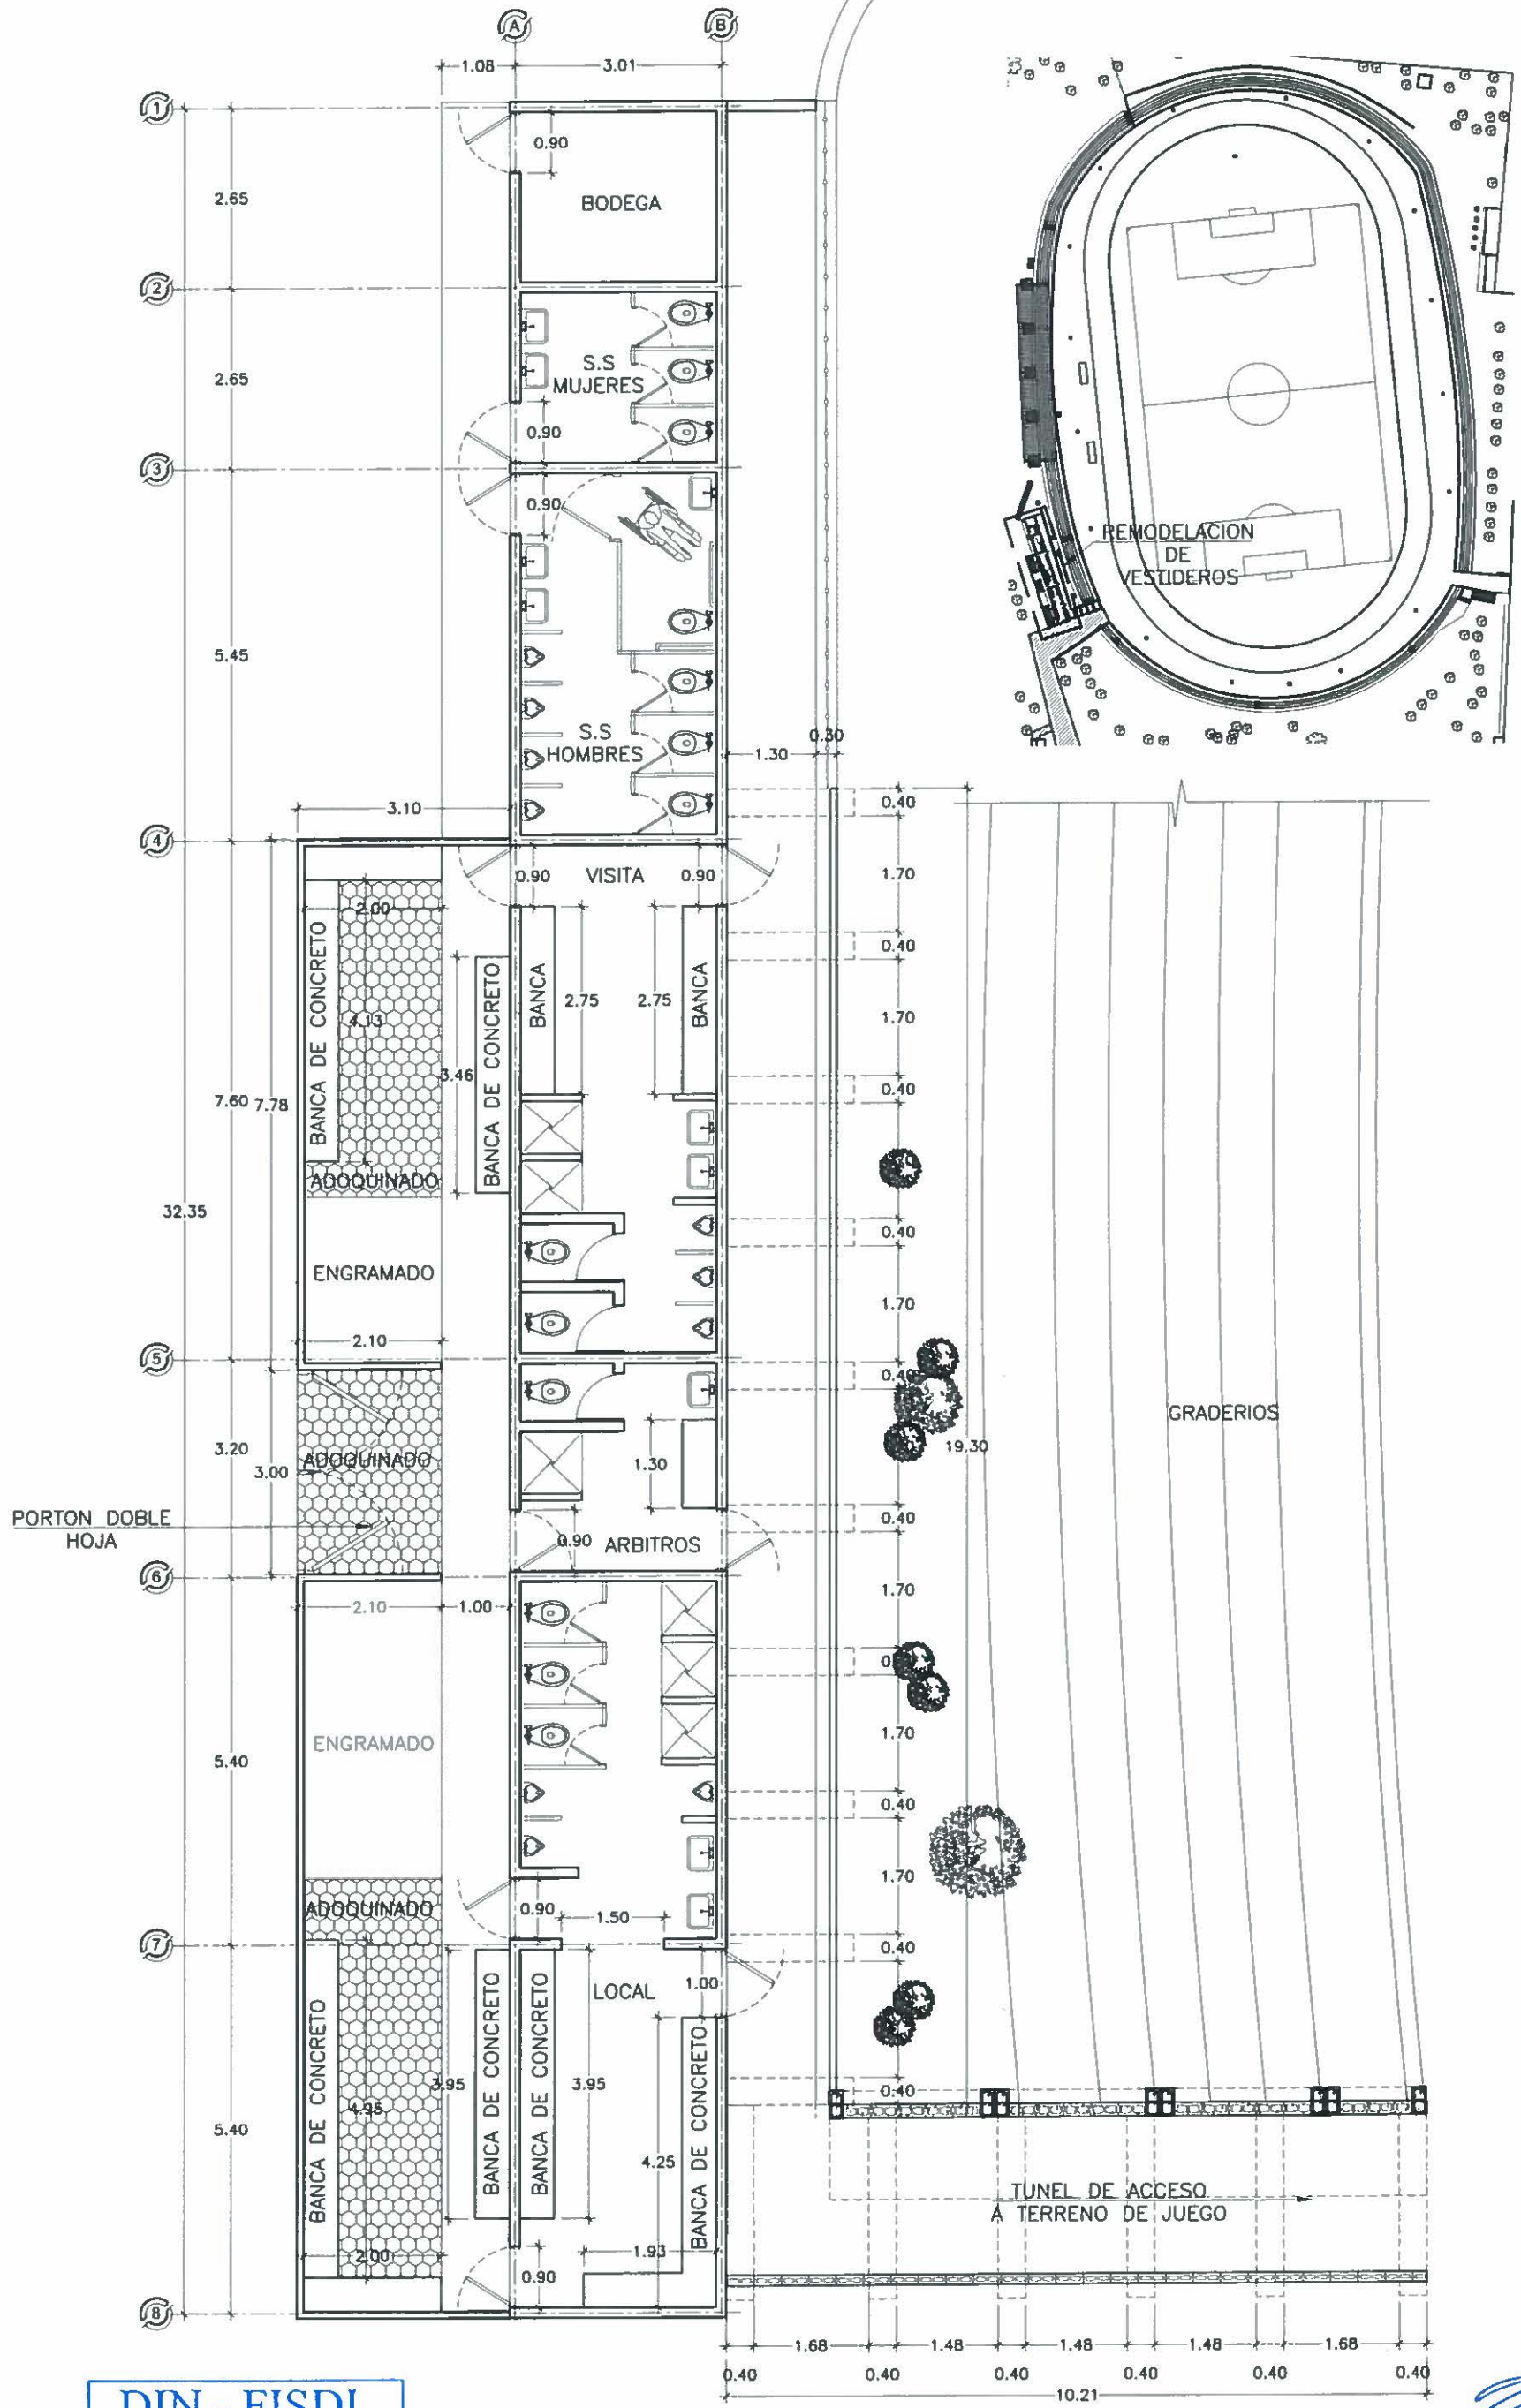 A
B
1.08
3.01
1
0.90
2.65
BODEGA
2
S.S
MUJERES
2.65
0.90
3
0.90
REMODELACION
DE
VESTIDEROS
5.45
S.S
HOMBRES
0.30
1.30
3.10
0.40
4
0.90
VISITA
0.90
1.70
2.00
BANCA DE CONCRETO
0.40
BANCA DE CONCRETO
BANCA
2.75
2.75
BANCA
4.13
1.70
3.46
0.40
7.60
7.78
ADOQUINADO
32.35
0.40
ENGRAMADO
1.70
2.10
5
0.40
GRADERIOS
19.30
3.20
ADOQUINADO
3.00
1.30
PORTON DOBLE
HOJA
0.40
0.90
ARBITROS
6
1.70
2.10
1.00
ENGRAMADO
1.70
5.40
0.40
1.70
ADOQUINADO
0.90
1.50
7
0.40
LOCAL
1.00
BANCA DE CONCRETO
BANCA DE CONCRETO
BANCA DE CONCRETO
BANCA DE CONCRETO
3.95
3.95
4.95
0.40
5.40
4.25
TUNEL DE ACCESO
A TERRENO DE JUEGO
2.00
1.93
0.90
8
1.68
1.48
1.48
1.48
1.68
0.40
0.40
0.40
0.40
0.40
0.40
10.21
DIN - FISDL